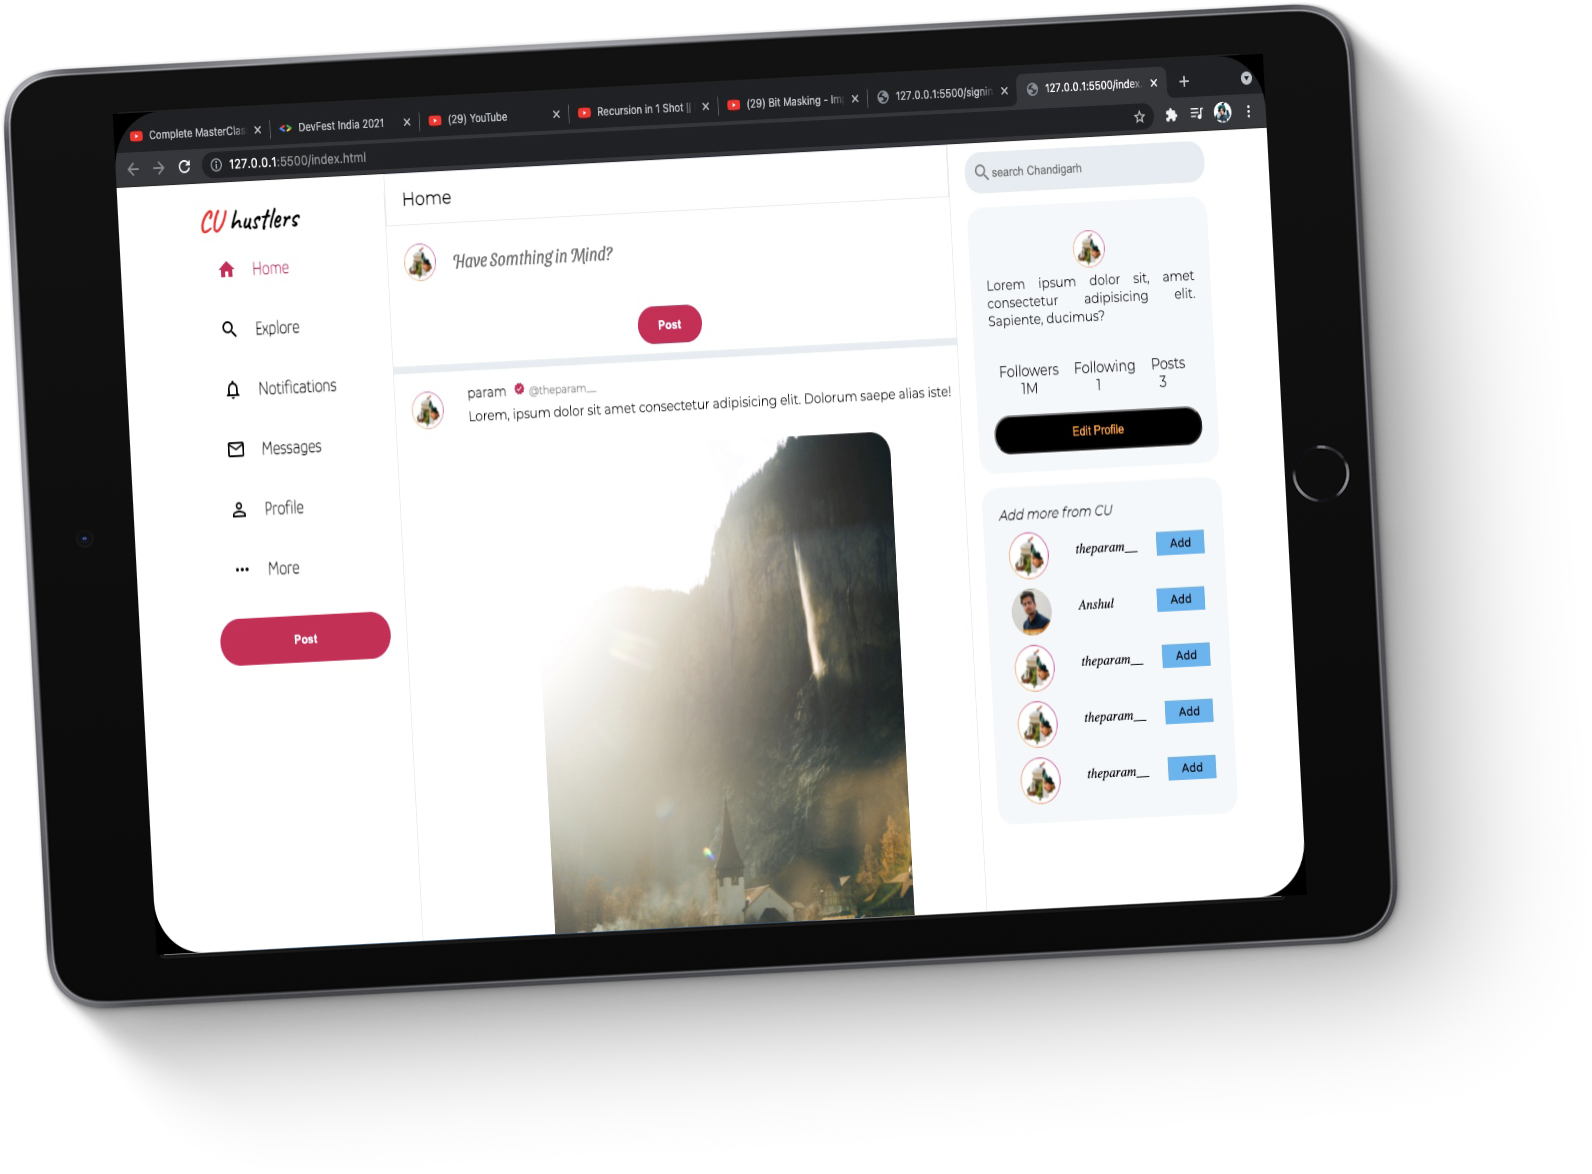 Complete MasterClas
DevFest India 2021
(29) YouTube
Recursion in 1 Shot ||
(29) Bit Masking - Im
127.0.0.1:5500/signin
127.0.0.1:5500/index.
127.0.0.1:5500/index.html
CU hustlers
Home
Explore
Notifications
Messages
Profile
More
Post
Home
Have Somthing in Mind?
Post
param @theparam__
Lorem, ipsum dolor sit amet consectetur adipisicing elit. Dolorum saepe alias iste!
search Chandigarh
Lorem ipsum dolor sit, amet
consectetur adipisicing elit.
Sapiente, ducimus?
Followers Following Posts
1M 1 3
Edit Profile
Add more from CU
theparam__ Add
Anshul Add
theparam__ Add
theparam__ Add
theparam__ Add